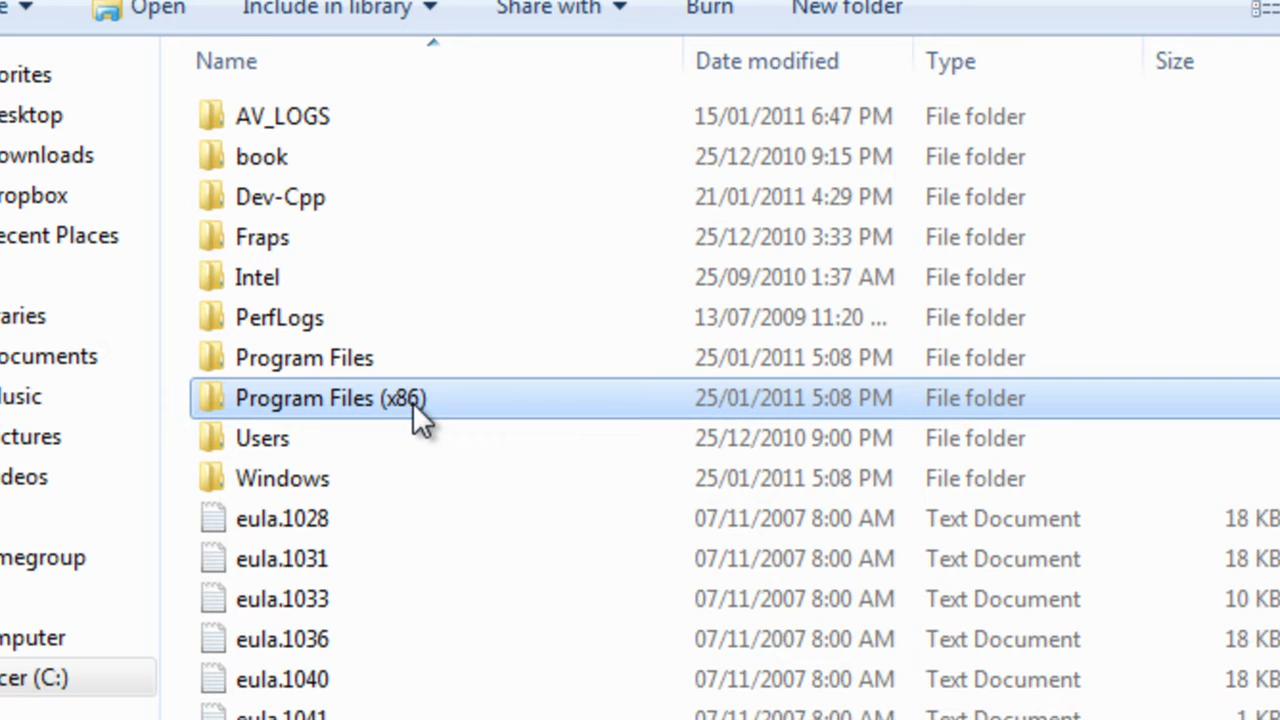 e Open Include in library Share with Burn New folder
Name Date modified Type Size
orites
AV_LOGS 15/01/2011 6:47 PM File folder
esktop
book 25/12/2010 9:15 PM File folder
ownloads
Dev-Cpp 21/01/2011 4:29 PM File folder
ropbox
Fraps 25/12/2010 3:33 PM File folder
ecent Places
Intel 25/09/2010 1:37 AM File folder
aries
PerfLogs 13/07/2009 11:20 ... File folder
ocuments
Program Files 25/01/2011 5:08 PM File folder
usic
Program Files (x86) 25/01/2011 5:08 PM File folder
ctures
Users 25/12/2010 9:00 PM File folder
deos
Windows 25/01/2011 5:08 PM File folder
eula.1028 07/11/2007 8:00 AM Text Document 18 KB
megroup
eula.1031 07/11/2007 8:00 AM Text Document 18 KB
eula.1033 07/11/2007 8:00 AM Text Document 10 KB
mputer
eula.1036 07/11/2007 8:00 AM Text Document 18 KB
cer (C:)
eula.1040 07/11/2007 8:00 AM Text Document 18 KB
eula.1041 07/11/2007 8:00 AM Text Document 1 KB